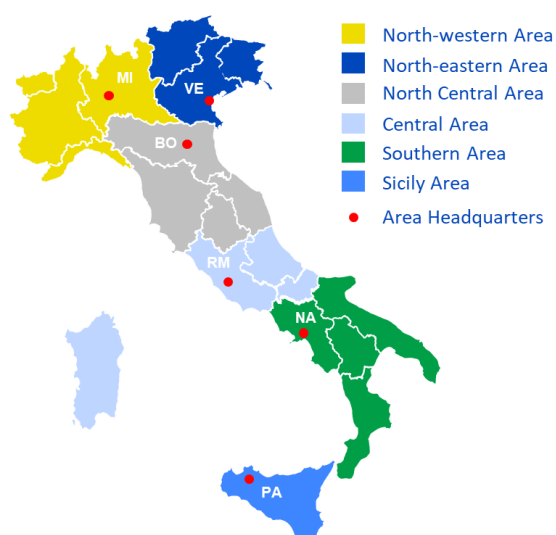 North-western Area
North-eastern Area
North Central Area
Central Area
Southern Area
Sicily Area
Area Headquarters
MI
VE
BO
RM
NA
PA